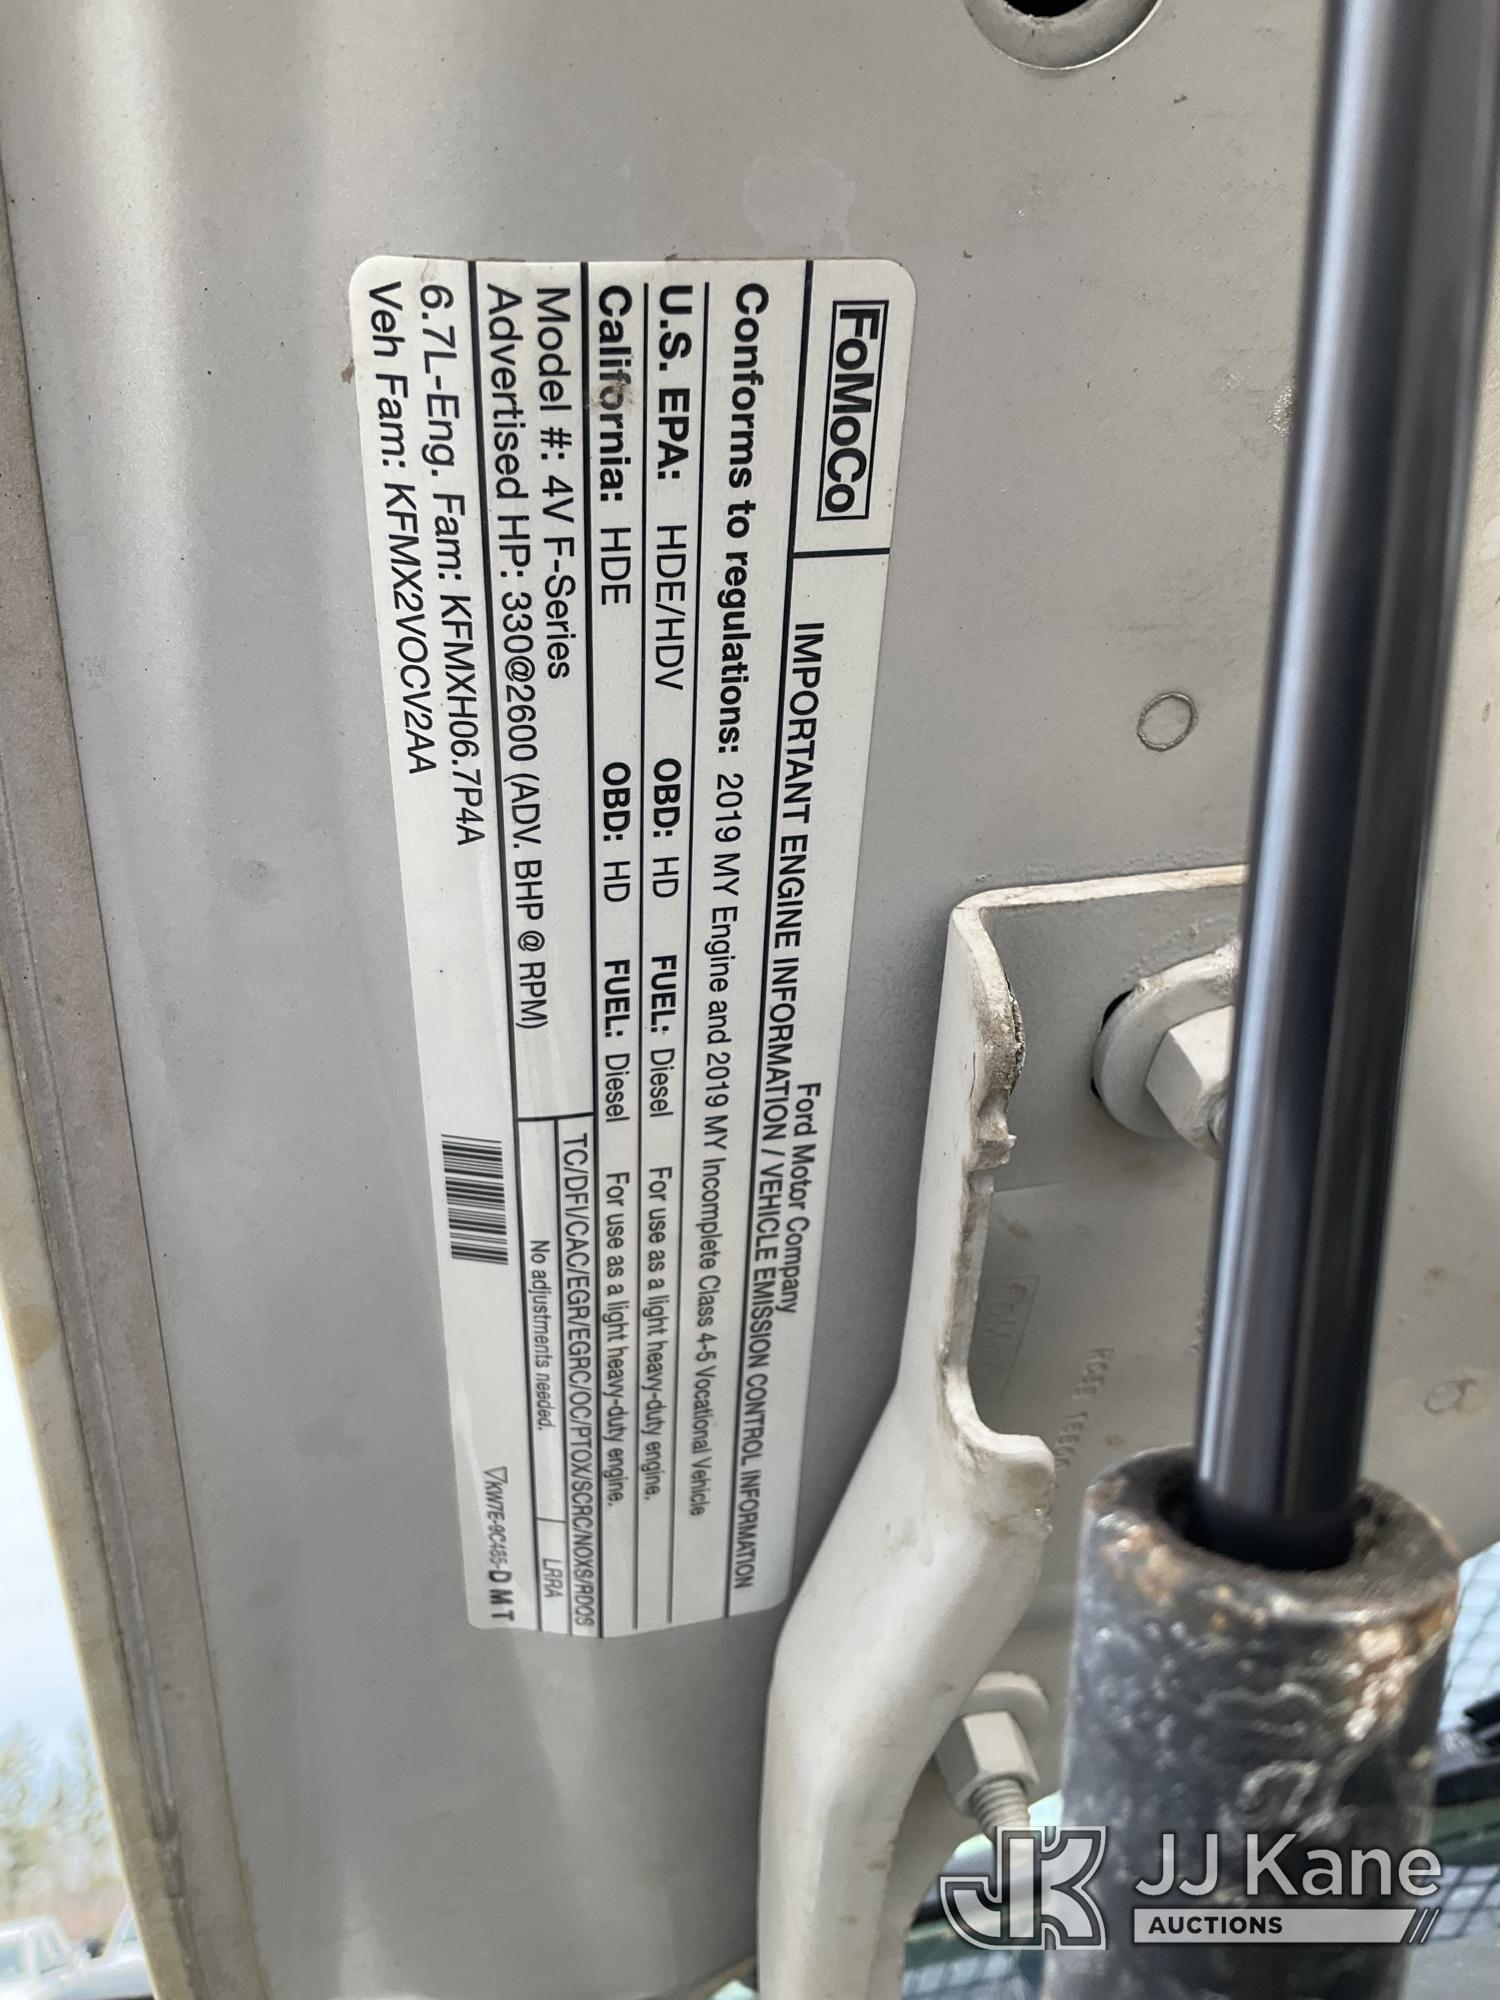 FoMoCo
Ford Motor Company
IMPORTANT ENGINE INFORMATION / VEHICLE EMISSION CONTROL INFORMATION
Conforms to regulations: 2019 MY Engine and 2019 MY Incomplete Class 4-5 Vocational Vehicle
U.S. EPA: HDE/HDV OBD: HD FUEL: Diesel For use as a light heavy-duty engine.
California: HDE OBD: HD FUEL: Diesel For use as a light heavy-duty engine.
Model #: 4V F-Series
TC/DFI/CAC/EGR/EGRC/OC/PTOX/SCRC/NOXS/RDQS
Advertised HP: 330@2600 (ADV. BHP @ RPM)
No adjustments needed.
LRRA
6.7L-Eng. Fam: KFMXH06.7P4A
Veh Fam: KFMX2VOCV2AA
KW7E-9C485-D M T
JJ Kane
AUCTIONS